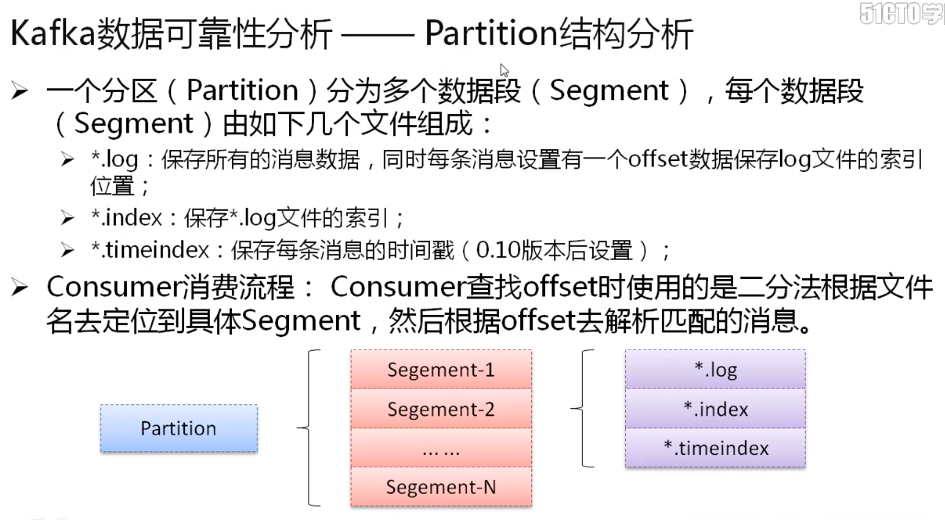 51CTO学
Kafka数据可靠性分析 —— Partition结构分析
➢ 一个分区（Partition）分为多个数据段（Segment），每个数据段
（Segment）由如下几个文件组成：
➢ *.log：保存所有的消息数据，同时每条消息设置有一个offset数据保存log文件的索引
位置；
➢ *.index：保存*.log文件的索引；
➢ *.timeindex：保存每条消息的时间戳（0.10版本后设置）；
➢ Consumer消费流程： Consumer查找offset时使用的是二分法根据文件
名去定位到具体Segment，然后根据offset去解析匹配的消息。
Partition
Segement-1
Segement-2
... ...
Segement-N
*.log
*.index
*.timeindex